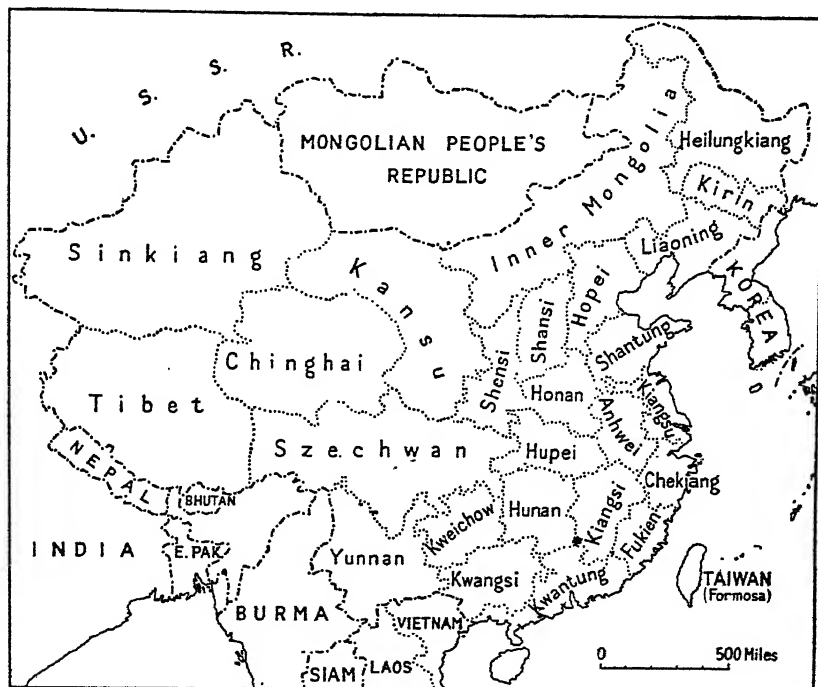 U. S. S. R.
MONGOLIAN PEOPLE'S
REPUBLIC
Inner Mongolia
Heilungkiang
Kirin
Liaoning
KOREA
Sinkiang
Kansu
Hopei
Shansi
Shensi
Shantung
Chinghai
Tibet
Honan
Kiangsu
Anhwei
Szechwan
Hupei
Chekiang
NEPAL
BHUTAN
Hunan
Kiangsi
Fukien
Kweichow
INDIA
E. PAK.
Yunnan
Kwangsi
Kwantung
TAIWAN
(Formosa)
BURMA
VIETNAM
SIAM
LAOS
0 500 Miles